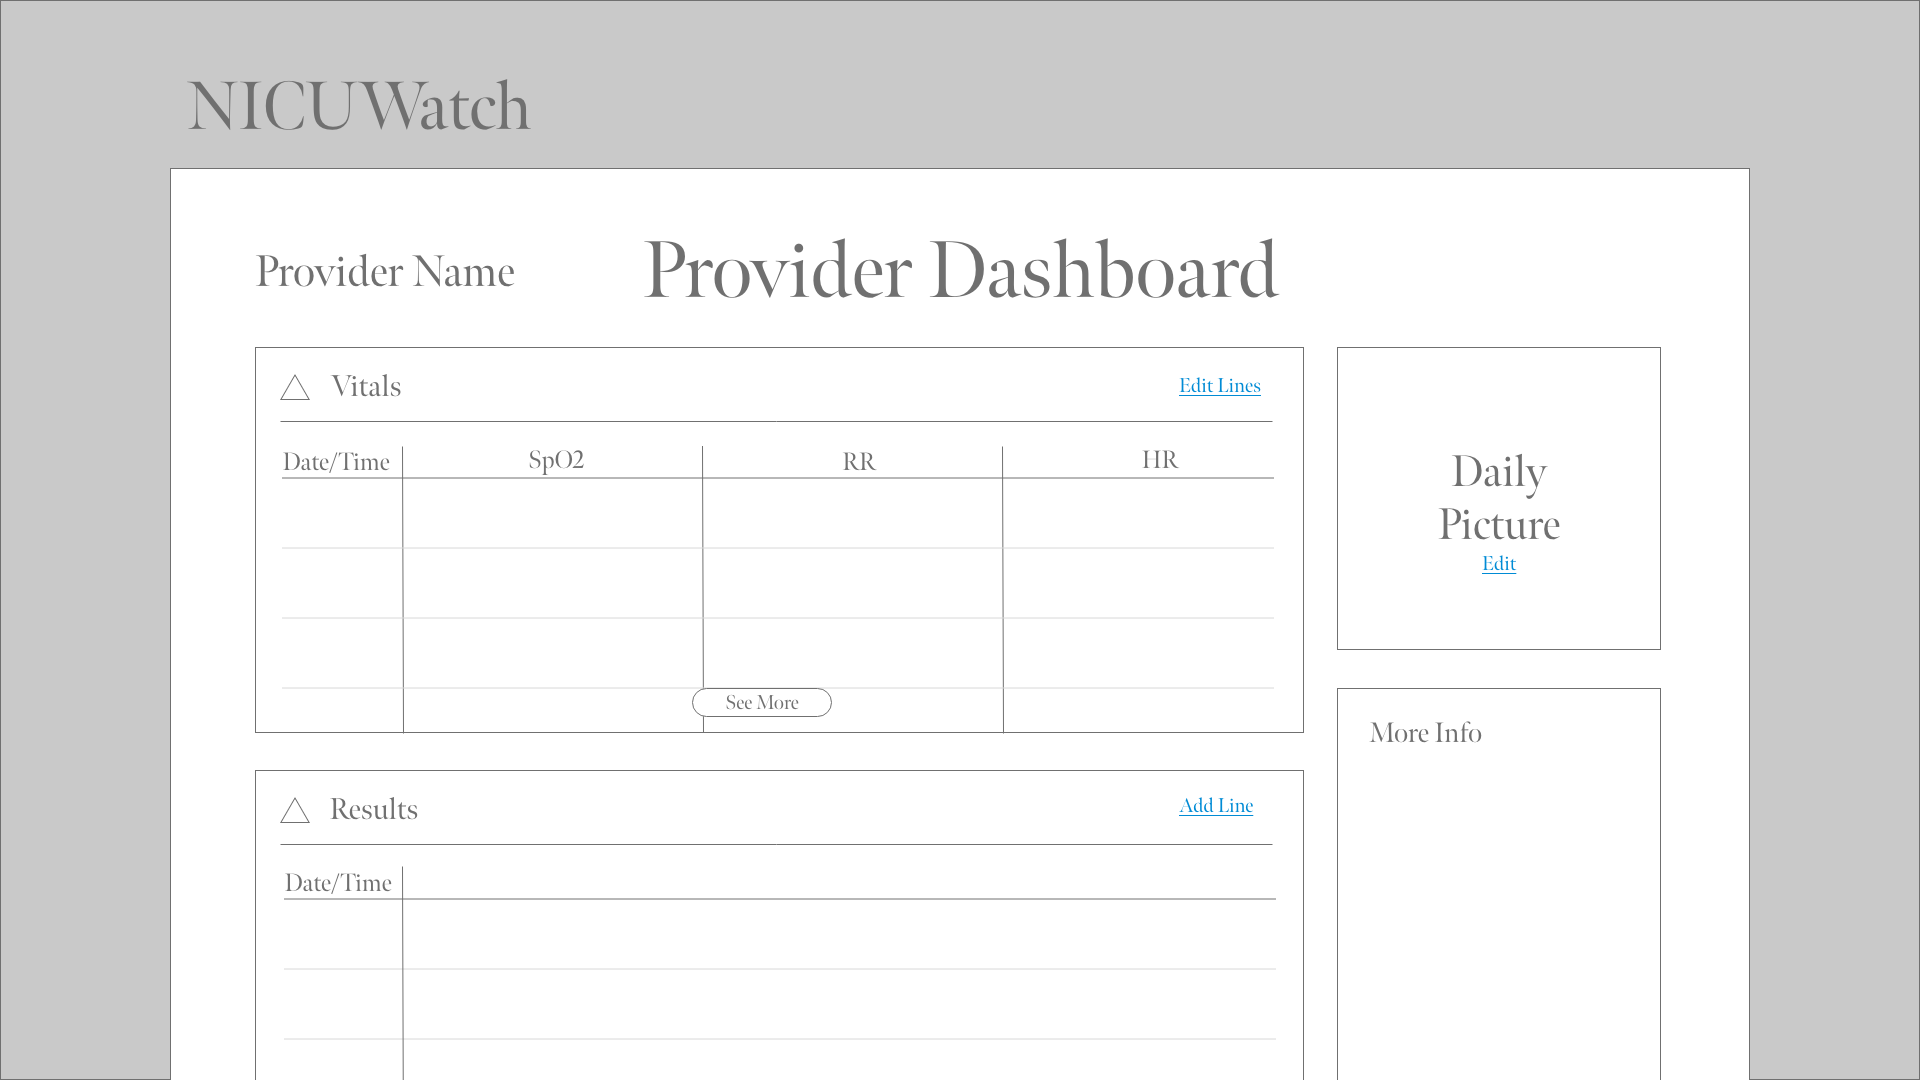 NICUWatch
Provider Name
Provider Dashboard
Vitals
Edit Lines
Date/Time
SpO2
RR
HR
See More
Daily
Picture
Edit
More Info
Results
Add Line
Date/Time